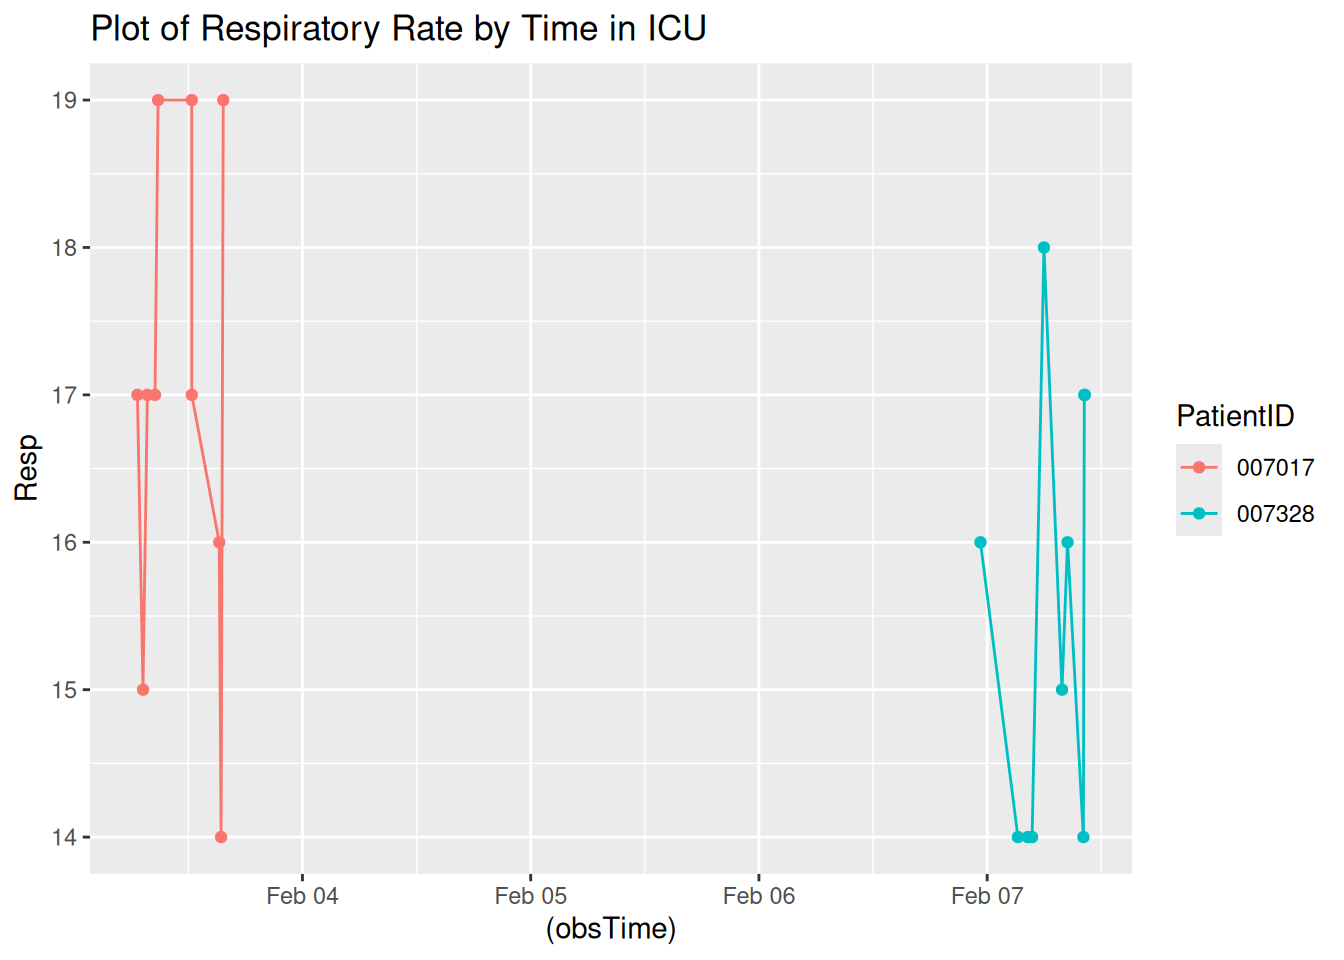 Plot of Respiratory Rate by Time in ICU
19
18
17
16
15
14
Resp
Feb 04
Feb 05
Feb 06
Feb 07
(obsTime)
PatientID
007017
007328